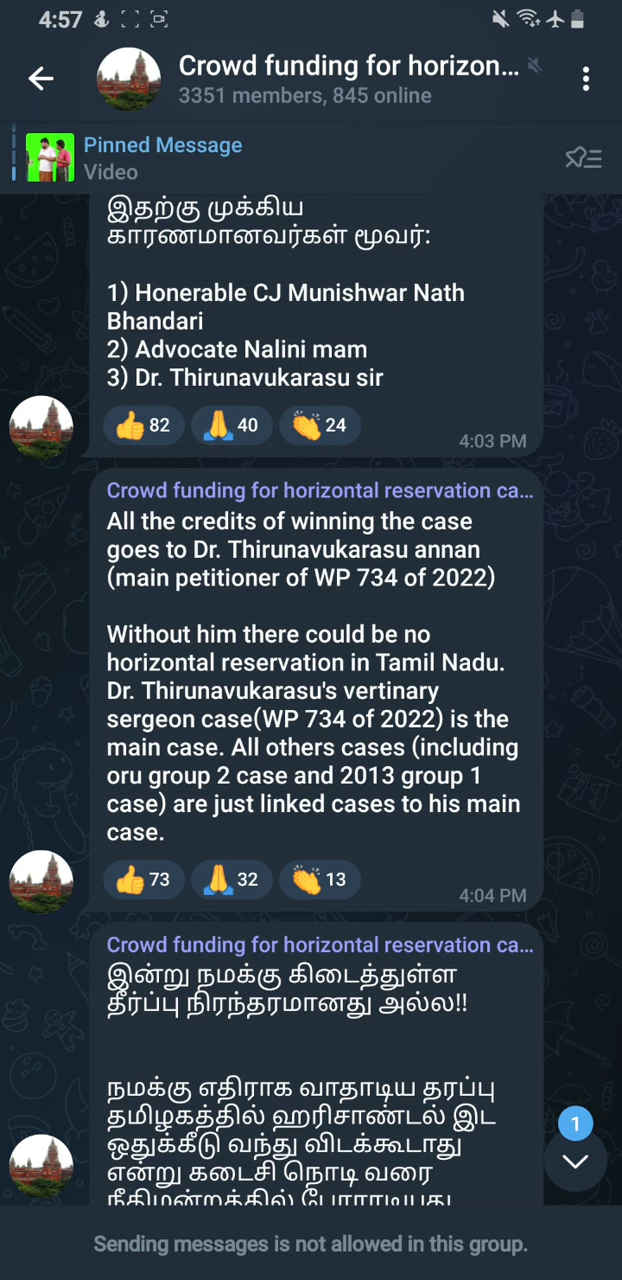 4:57
Crowd funding for horizon...
3351 members, 845 online
Pinned Message
Video
இதற்கு முக்கிய
காரணமானவர்கள் மூவர்:
1) Honerable CJ Munishwar Nath
Bhandari
2) Advocate Nalini mam
3) Dr. Thirunavukarasu sir
👍 82 🙏 40 👏 24
4:03 PM
Crowd funding for horizontal reservation ca...
All the credits of winning the case
goes to Dr. Thirunavukarasu annan
(main petitioner of WP 734 of 2022)
Without him there could be no
horizontal reservation in Tamil Nadu.
Dr. Thirunavukarasu's vertinary
sergeon case(WP 734 of 2022) is the
main case. All others cases (including
oru group 2 case and 2013 group 1
case) are just linked cases to his main
case.
👍 73 🙏 32 👏 13
4:04 PM
Crowd funding for horizontal reservation ca...
இன்று நமக்கு கிடைத்துள்ள
தீர்ப்பு நிரந்தரமானது அல்ல!!
நமக்கு எதிராக வாதாடிய தரப்பு
தமிழகத்தில் ஹரிசாண்டல் இட
ஒதுக்கீடு வந்து விடக்கூடாது
என்று கடைசி நொடி வரை
நீதிமன்றத்தில் போராடியது
1
Sending messages is not allowed in this group.